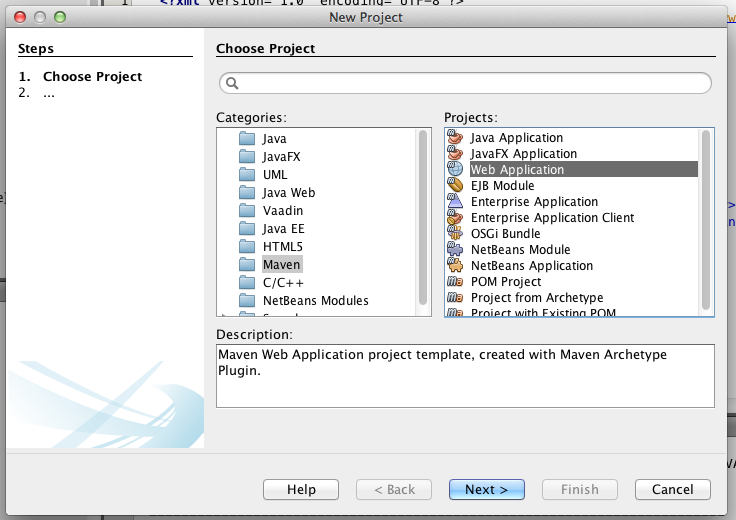 <?xml version="1.0" encoding="UTF-8"?>
New Project
Steps
1. Choose Project
2. ...
Choose Project
Categories:
Java
JavaFX
UML
Java Web
Vaadin
Java EE
HTML5
Maven
C/C++
NetBeans Modules
Projects:
Java Application
JavaFX Application
Web Application
EJB Module
Enterprise Application
Enterprise Application Client
OSGi Bundle
NetBeans Module
NetBeans Application
POM Project
Project from Archetype
Project with Existing POM
Description:
Maven Web Application project template, created with Maven Archetype
Plugin.
Help
< Back
Next >
Finish
Cancel